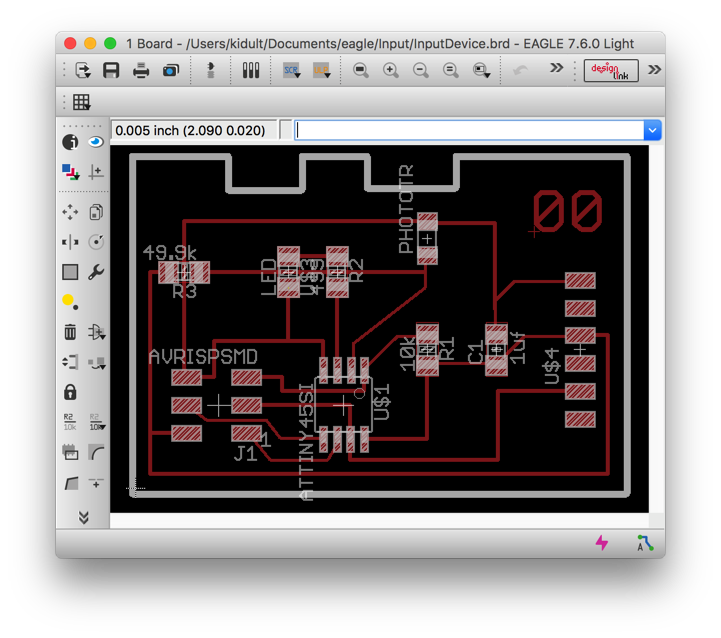 1 Board - /Users/kidult/Documents/eagle/Input/InputDevice.brd - EAGLE 7.6.0 Light
SCR
design link
0.005 inch (2.090 0.020)
PHOTOTR
00
49.9k
R3
LED
499
R2
AVRISPSMD
J1
1
ATTINY45SI
U$1
10k
R1
C1
1uf
U$4
R2
10k
R2
10k
A